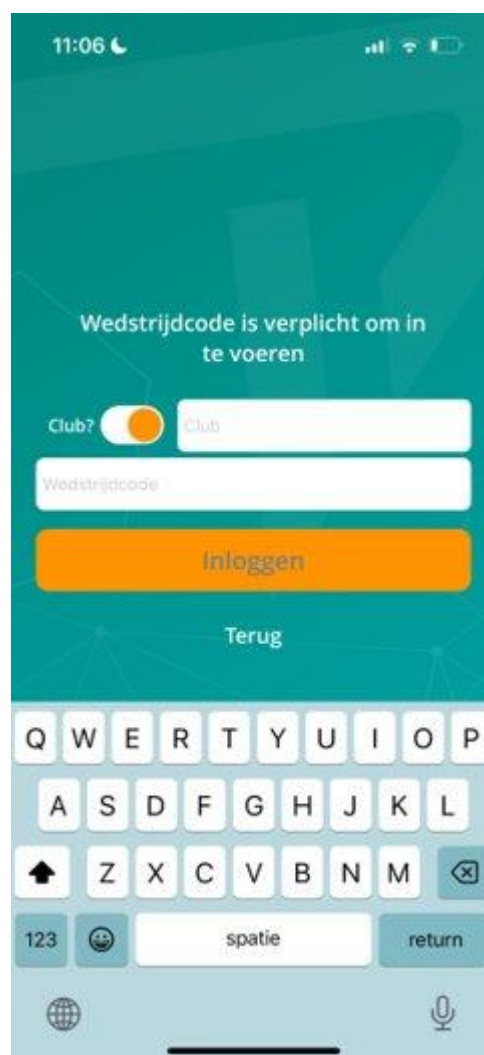 11:06
Wedstrijdcode is verplicht om in
te voeren
Club? Club
Wedstrijdcode
Inloggen
Terug
Q W E R T Y U I O P
A S D F G H J K L
Z X C V B N M
123 spatie return